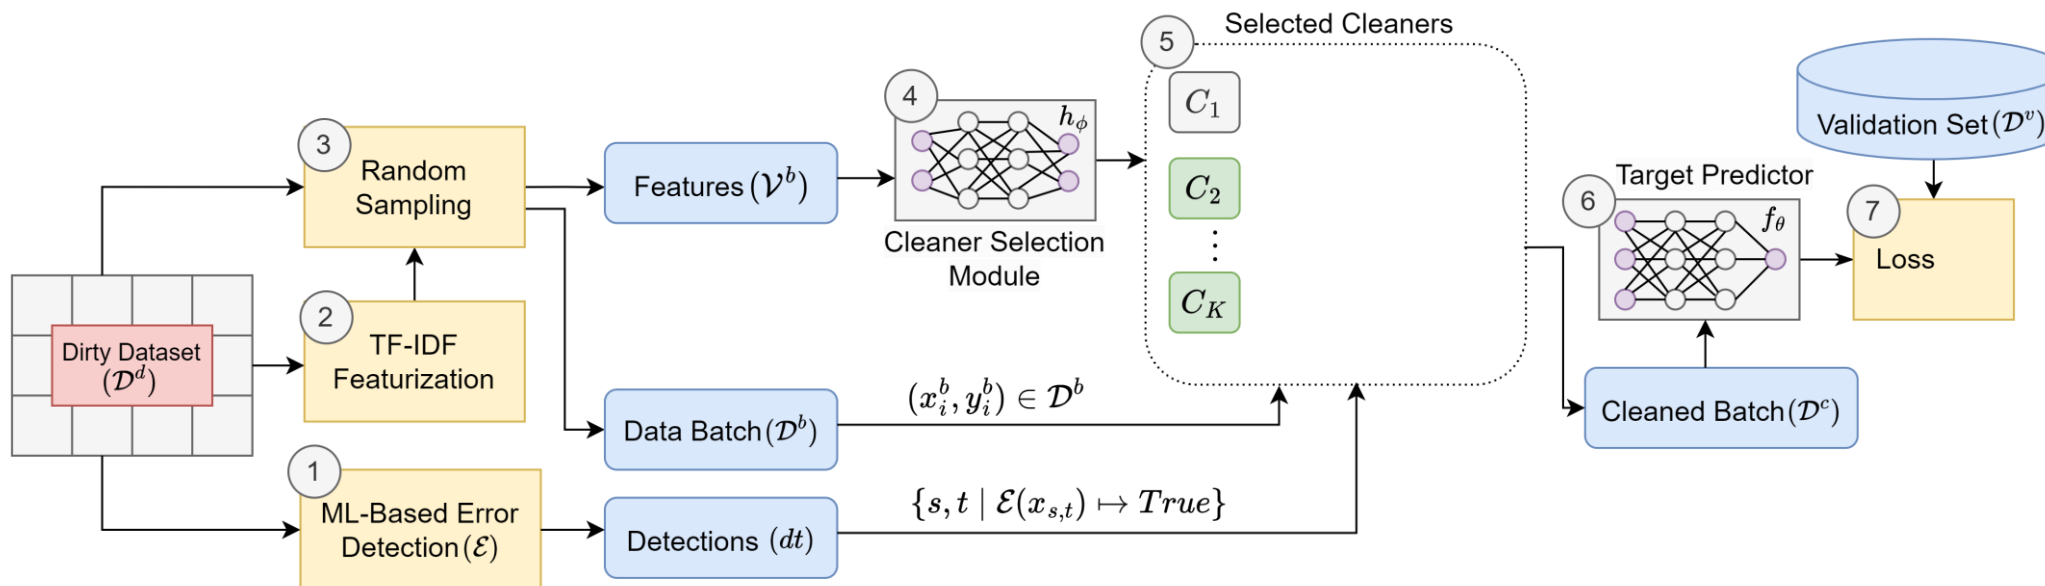 Dirty Dataset
(𝒟^d)
1
ML-Based Error
Detection (ℰ)
2
TF-IDF
Featurization
3
Random
Sampling
Features (𝒱^b)
Data Batch (𝒟^b)
Detections (dt)
4
h_ϕ
Cleaner Selection
Module
(x_i^b, y_i^b) ∈ 𝒟^b
{s, t | ℰ(x_{s,t}) ↦ True}
5
Selected Cleaners
C_1
C_2
⋮
C_K
6
Target Predictor
f_θ
Cleaned Batch (𝒟^c)
Validation Set (𝒟^v)
7
Loss